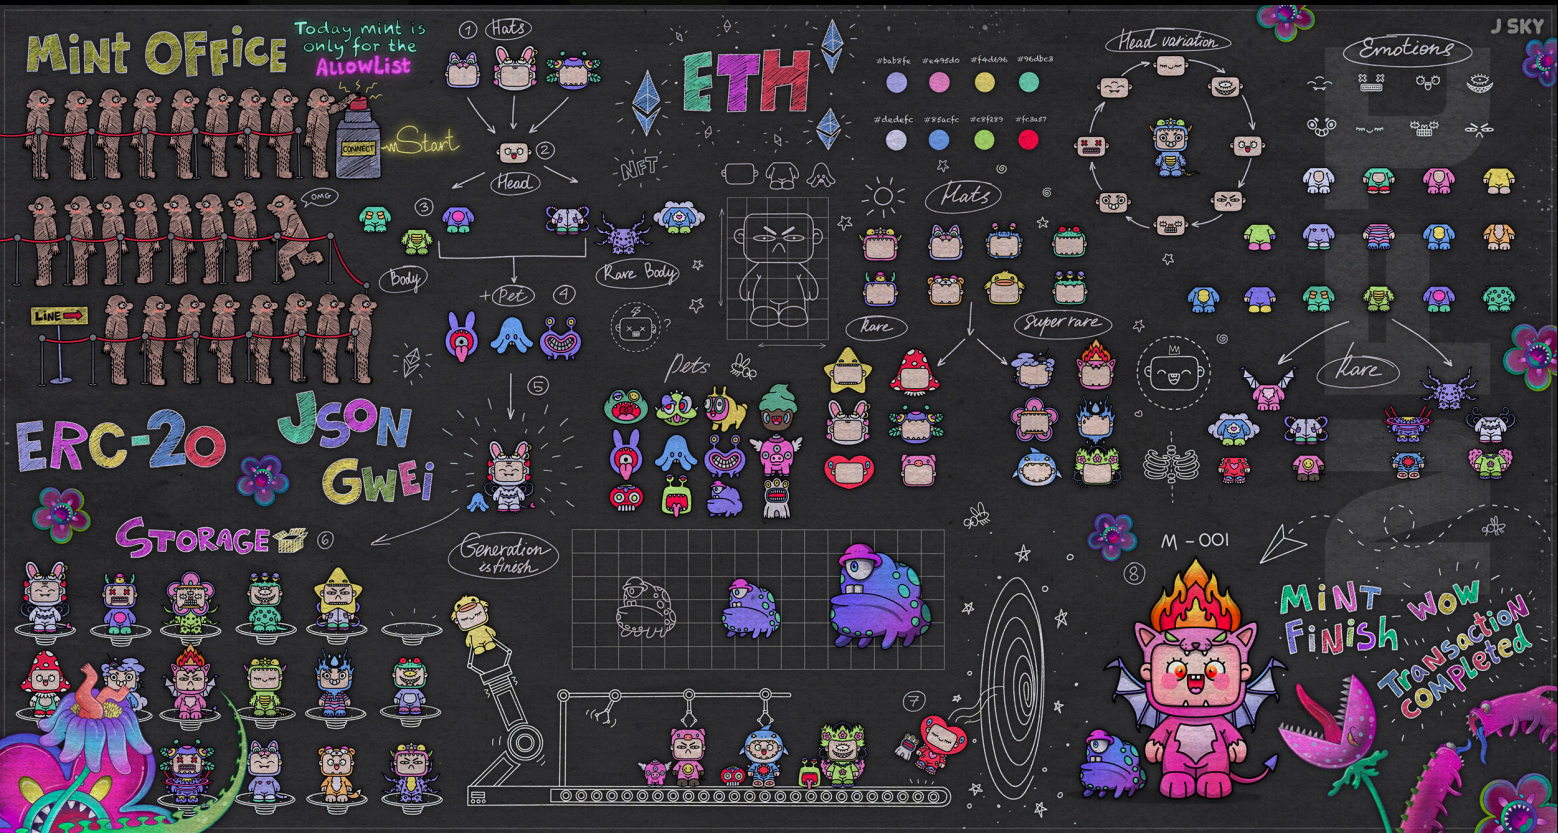 MINT OFFICE
Today mint is
only for the
ALLOWLIST
CONNECT
Start
OMG
LINE
ERC-20
JSON
GWEI
STORAGE
6
1
Hats
2
Head
3
Body
Rare Body
+ Pet
4
5
Generation
is finish
ETH
NFT
#bab8fe
#e495d0
#f4d696
#96dbc3
#dedefc
#85acfc
#c8f289
#fc3a57
Hats
Rare
Super rare
Pets
?
Head variation
J SKY
Emotions
Rare
7
8
M-001
MINT
FINISH
WOW
Transaction
completed